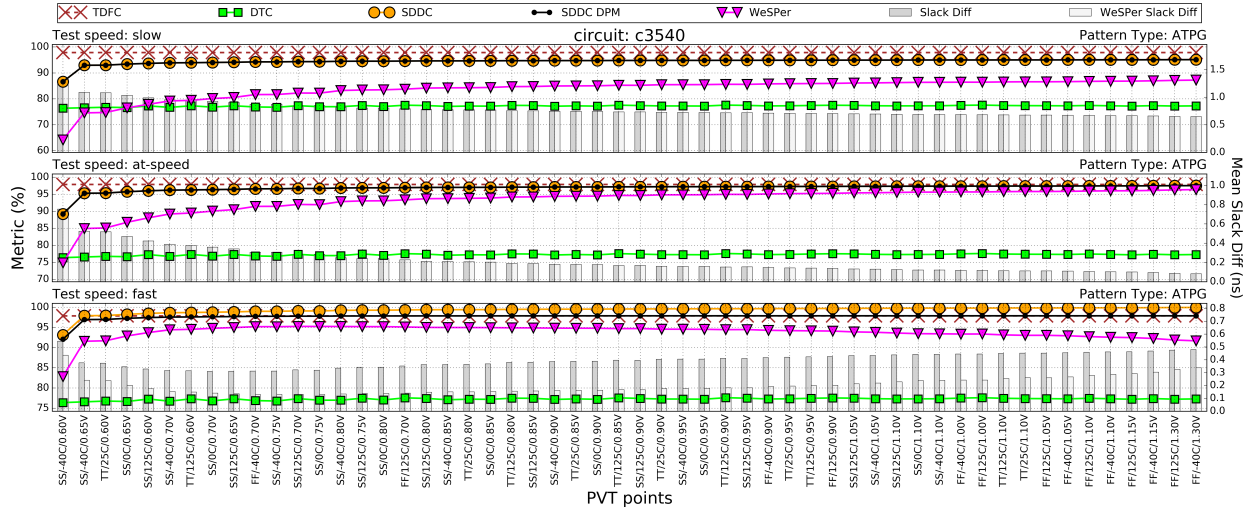 TDFC DTC SDDC SDDC DPM WeSPer Slack Diff WeSPer Slack Diff
Test speed: slow circuit: c3540 Pattern Type: ATPG
100
90
80
70
60
1.5
1.0
0.5
0.0
Test speed: at-speed Pattern Type: ATPG
100
95
90
85
80
75
70
1.0
0.8
0.6
0.4
0.2
0.0
Test speed: fast Pattern Type: ATPG
100
95
90
85
80
75
0.8
0.7
0.6
0.5
0.4
0.3
0.2
0.1
0.0
Metric (%)
Mean Slack Diff (ns)
SS/-40C/0.60V
SS/-40C/0.65V
TT/25C/0.60V
SS/0C/0.65V
SS/125C/0.60V
SS/-40C/0.70V
TT/125C/0.60V
SS/0C/0.70V
SS/125C/0.65V
FF/-40C/0.70V
SS/-40C/0.75V
SS/125C/0.70V
SS/0C/0.75V
SS/-40C/0.80V
SS/125C/0.75V
SS/0C/0.80V
FF/125C/0.70V
SS/-40C/0.85V
TT/25C/0.80V
SS/0C/0.85V
TT/125C/0.80V
SS/125C/0.85V
SS/-40C/0.90V
TT/25C/0.85V
SS/0C/0.90V
TT/125C/0.85V
SS/125C/0.90V
TT/25C/0.90V
SS/-40C/0.95V
SS/0C/0.95V
TT/125C/0.90V
SS/125C/0.95V
FF/-40C/0.90V
TT/25C/0.95V
TT/125C/0.95V
FF/125C/0.90V
SS/125C/1.05V
SS/-40C/1.05V
SS/125C/1.10V
SS/-40C/1.10V
SS/0C/1.10V
FF/-40C/1.00V
FF/125C/1.00V
TT/125C/1.10V
TT/25C/1.10V
FF/125C/1.05V
FF/-40C/1.05V
FF/125C/1.10V
FF/-40C/1.10V
FF/125C/1.15V
FF/-40C/1.15V
FF/125C/1.30V
FF/-40C/1.30V
PVT points